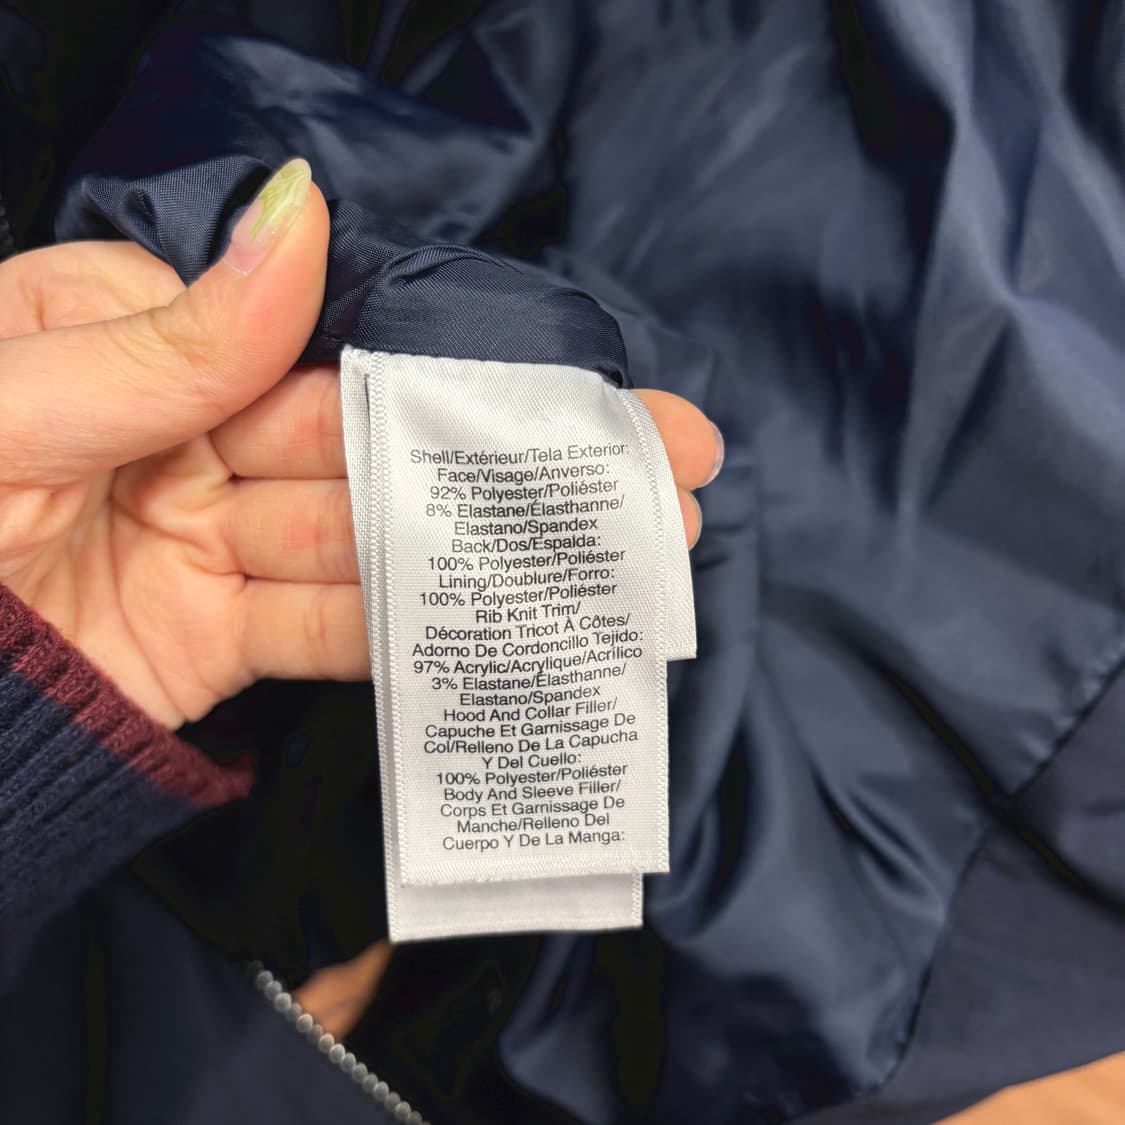 Shell/Extérieur/Tela Exterior:
Face/Visage/Anverso:
92% Polyester/Poliéster
8% Elastane/Élasthanne/
Elastano/Spandex
Back/Dos/Espalda:
100% Polyester/Poliéster
Lining/Doublure/Forro:
100% Polyester/Poliéster
Rib Knit Trim/
Décoration Tricot À Côtes/
Adorno De Cordoncillo Tejido:
97% Acrylic/Acrylique/Acrílico
3% Elastane/Élasthanne/
Elastano/Spandex
Hood And Collar Filler/
Capuche Et Garnissage De
Col/Relleno De La Capucha
Y Del Cuello:
100% Polyester/Poliéster
Body And Sleeve Filler/
Corps Et Garnissage De
Manche/Relleno Del
Cuerpo Y De La Manga: